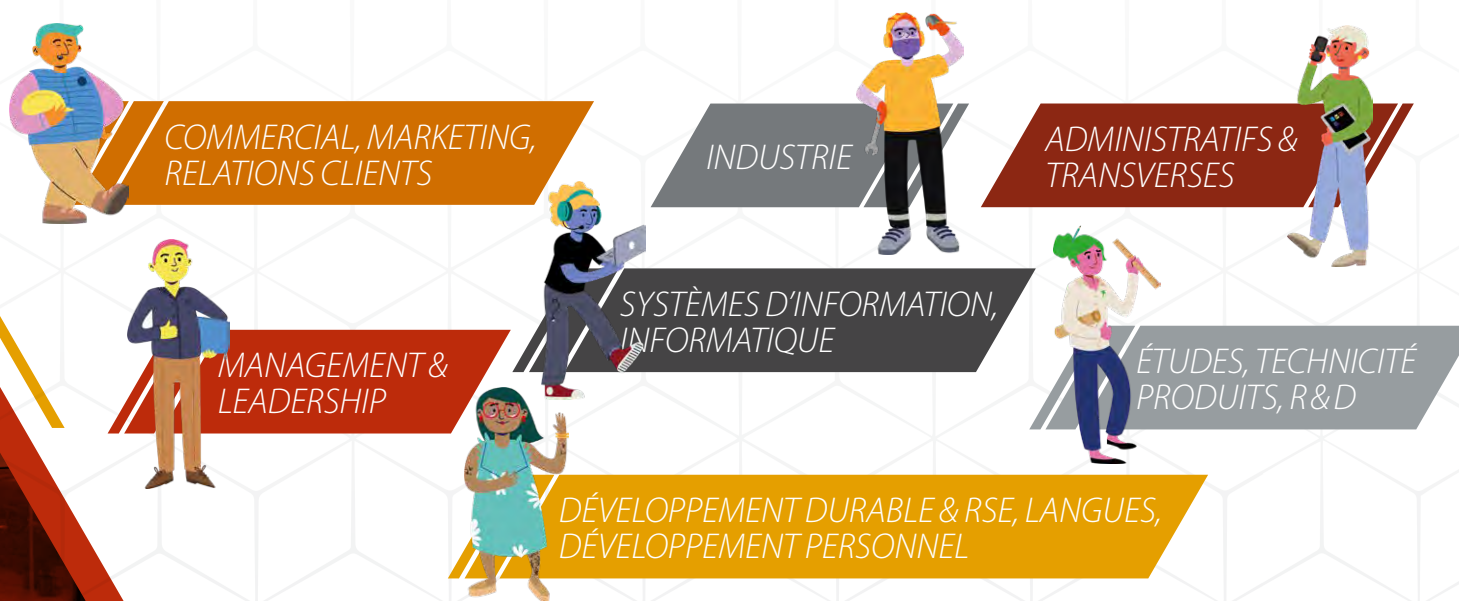 COMMERCIAL, MARKETING,
RELATIONS CLIENTS
INDUSTRIE
ADMINISTRATIFS &
TRANSVERSES
SYSTÈMES D'INFORMATION,
INFORMATIQUE
MANAGEMENT &
LEADERSHIP
ÉTUDES, TECHNICITÉ
PRODUITS, R & D
DÉVELOPPEMENT DURABLE & RSE, LANGUES,
DÉVELOPPEMENT PERSONNEL